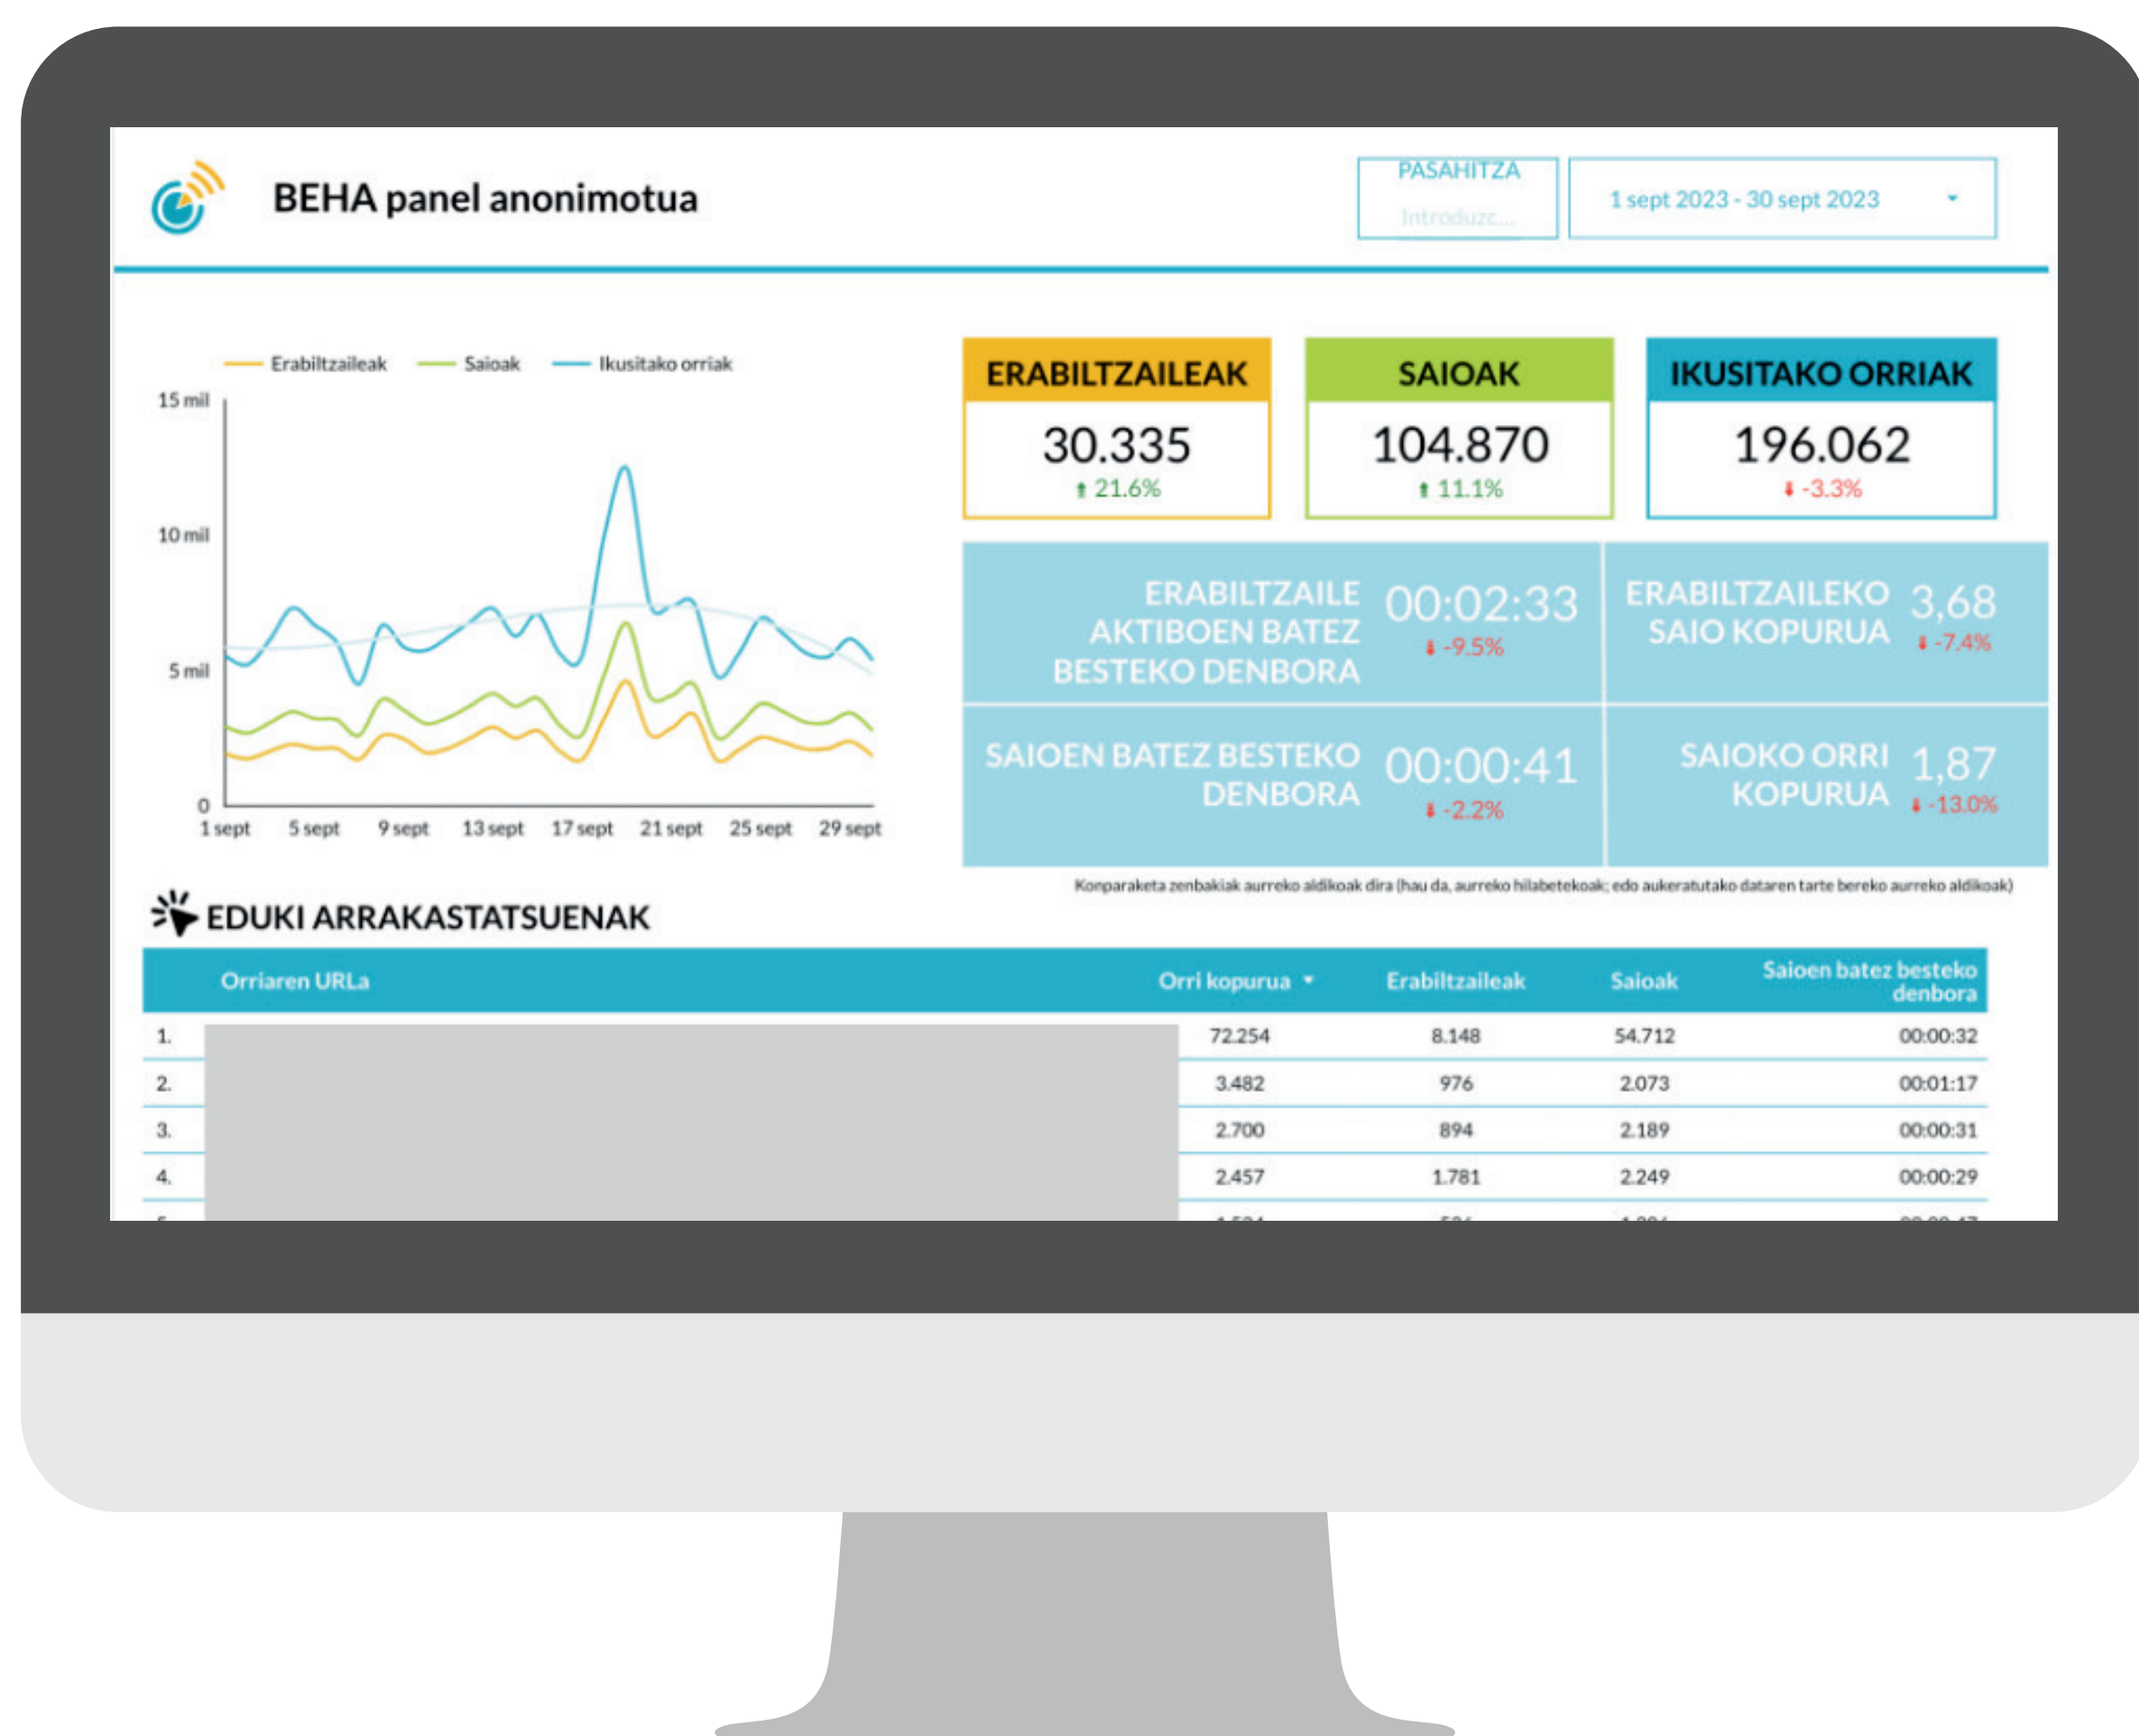 BEHA panel anonimotua
PASAHITZA
Introduzc...
1 sept 2023 - 30 sept 2023
Erabiltzaileak
Saioak
Ikusitako orriak
15 mil
10 mil
5 mil
0
1 sept
5 sept
9 sept
13 sept
17 sept
21 sept
25 sept
29 sept
ERABILTZAILEAK
30.335
21.6%
SAIOAK
104.870
11.1%
IKUSITAKO ORRIAK
196.062
-3.3%
ERABILTZAILE
AKTIBOEN BATEZ
BESTEKO DENBORA
00:02:33
-9.5%
ERABILTZAILEKO
SAIO KOPURUA
3,68
-7.4%
SAIOEN BATEZ BESTEKO
DENBORA
00:00:41
-2.2%
SAIOKO ORRI
KOPURUA
1,87
-13.0%
Konparaketa zenbakiak aurreko aldikoak dira (hau da, aurreko hilabetekoak; edo aukeratutako dataren tarte bereko aurreko aldikoak)
EDUKI ARRAKASTATSUENAK
Orriaren URLa
Orri kopurua
Erabiltzaileak
Saioak
Saioen batez besteko
denbora
1. 72.254 8.148 54.712 00:00:32
2. 3.482 976 2.073 00:01:17
3. 2.700 894 2.189 00:00:31
4. 2.457 1.781 2.249 00:00:29